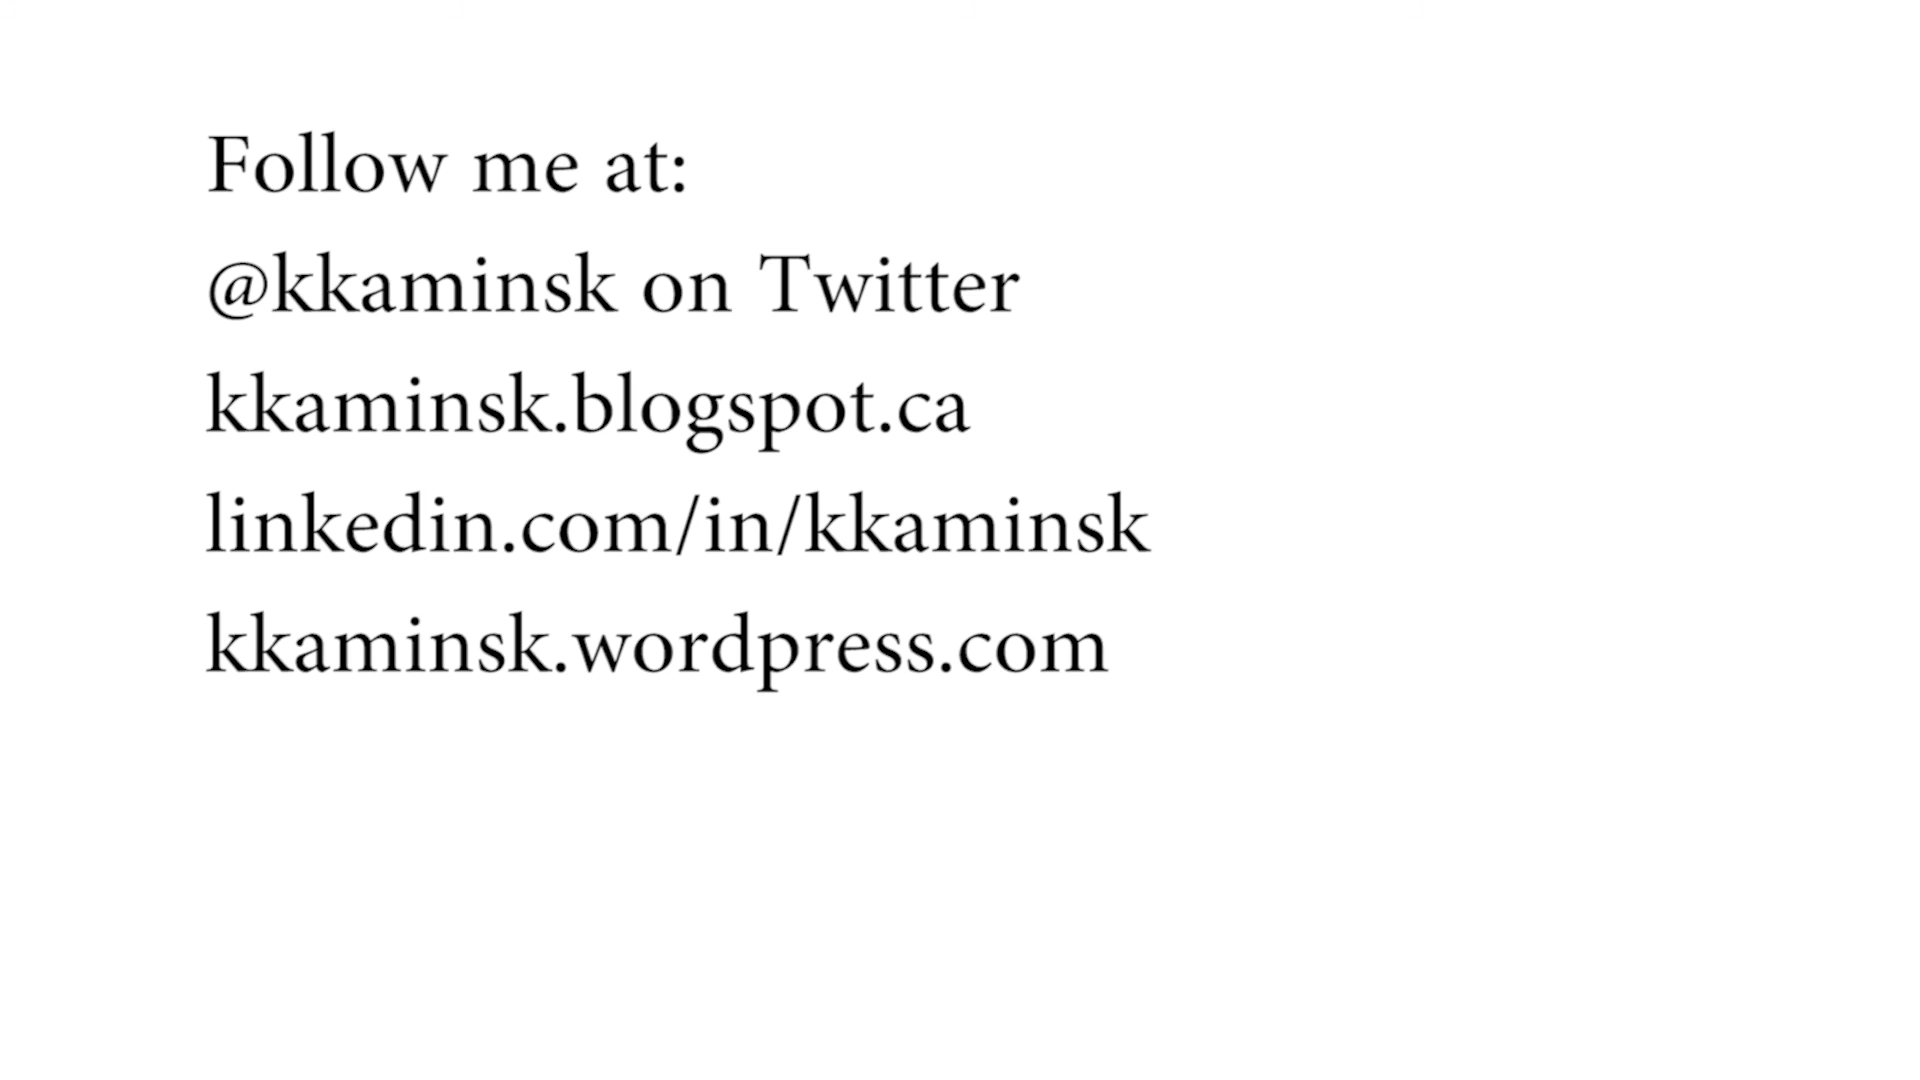 Follow me at:
@kkaminsk on Twitter
kkaminsk.blogspot.ca
linkedin.com/in/kkaminsk
kkaminsk.wordpress.com